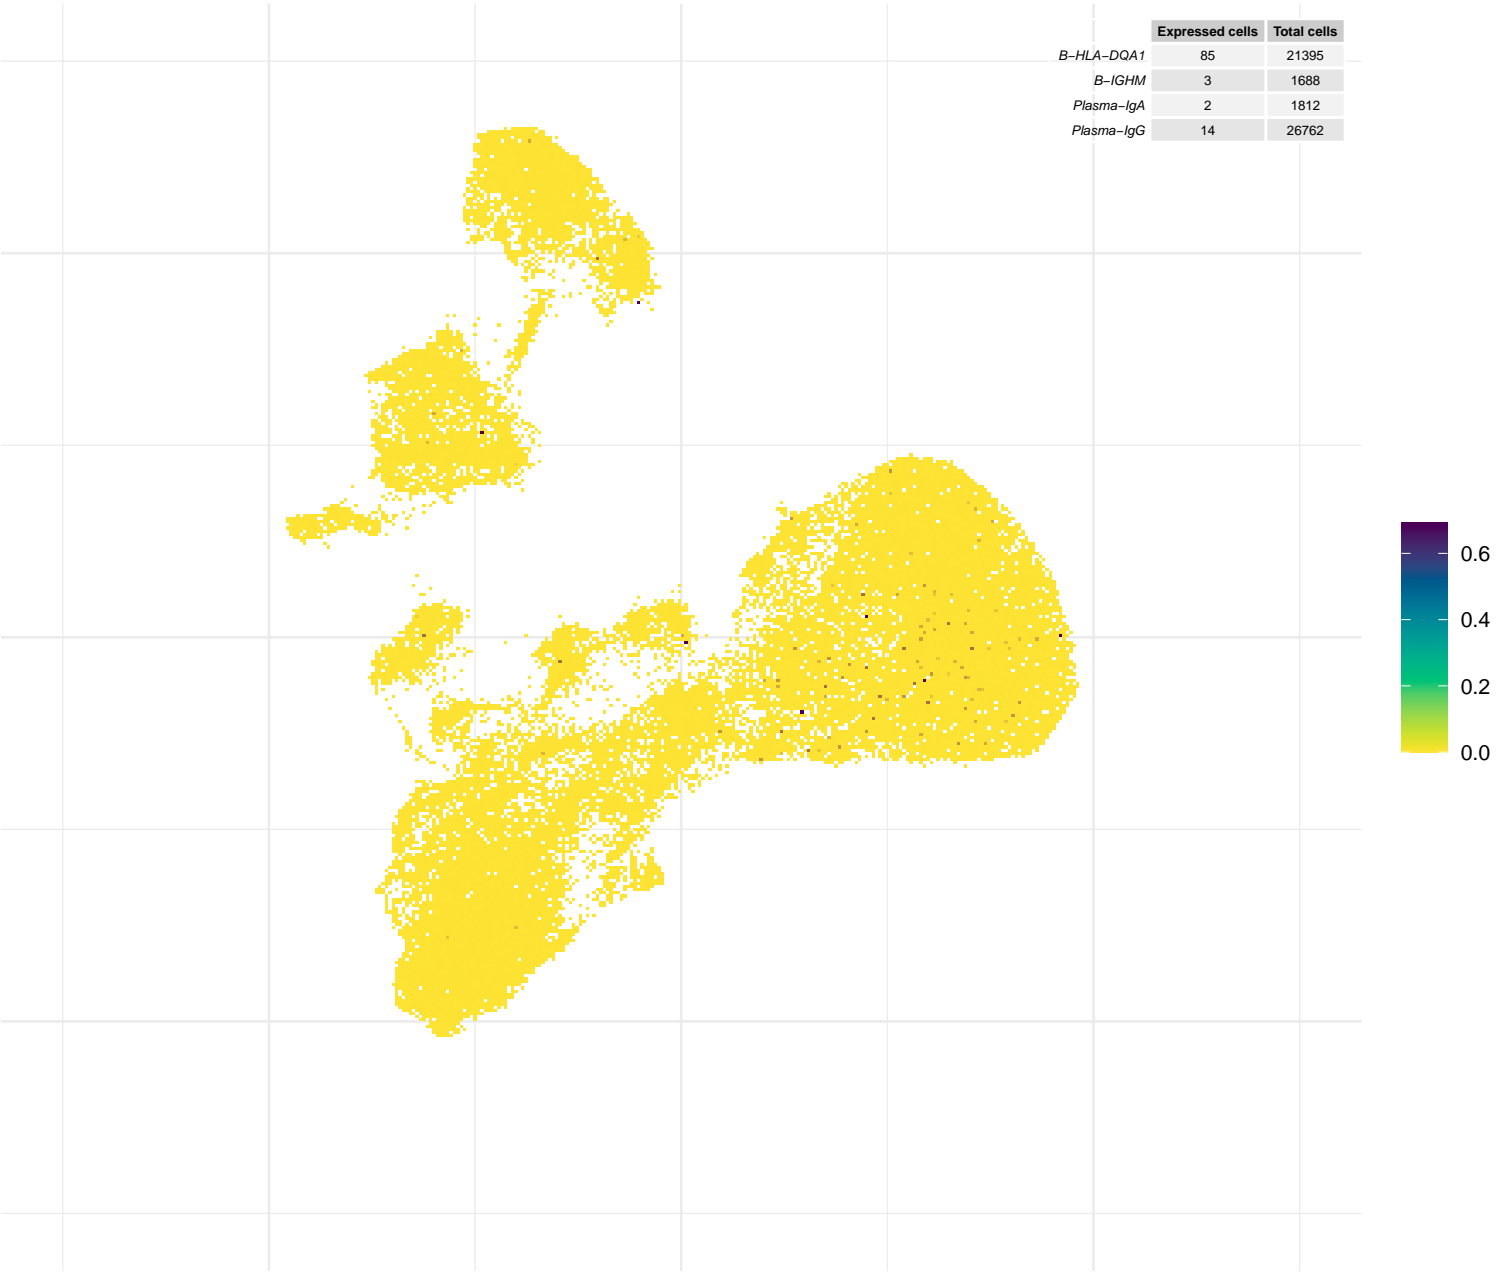 Expressed cells Total cells
B−HLA−DQA1 85 21395
B−IGHM 3 1688
Plasma−IgA 2 1812
Plasma−IgG 14 26762
0.6
0.4
0.2
0.0